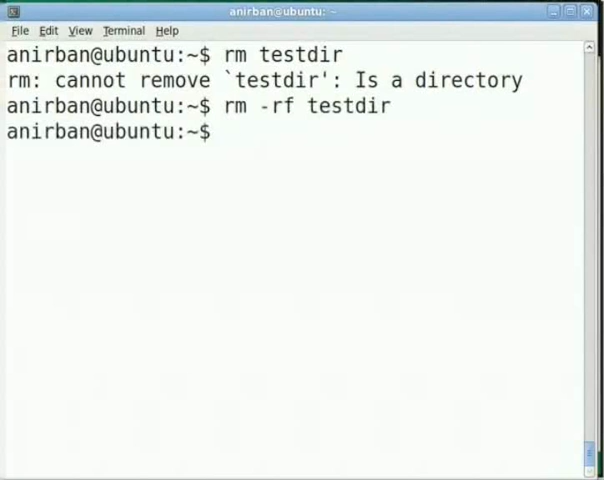 anirban@ubuntu: ~
File Edit View Terminal Help
anirban@ubuntu:~$ rm testdir
rm: cannot remove `testdir': Is a directory
anirban@ubuntu:~$ rm -rf testdir
anirban@ubuntu:~$